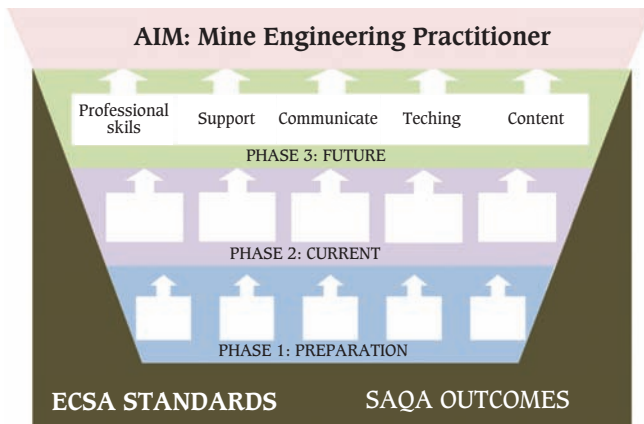 AIM: Mine Engineering Practitioner
Professional
skils
Support
Communicate
Teching
Content
PHASE 3: FUTURE
PHASE 2: CURRENT
PHASE 1: PREPARATION
ECSA STANDARDS
SAQA OUTCOMES